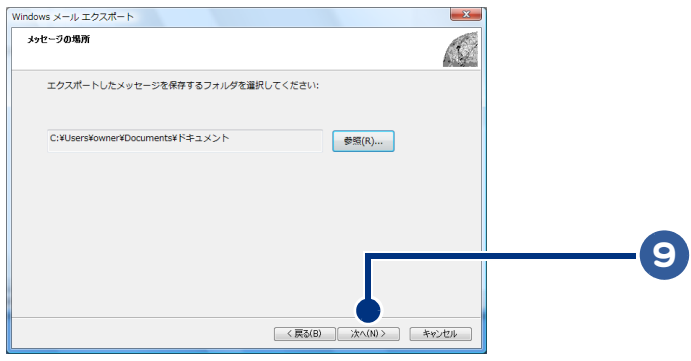 Windows メール エクスポート
メッセージの場所
エクスポートしたメッセージを保存するフォルダを選択してください:
C:¥Users¥owner¥Documents¥ドキュメント
参照(R)...
9
< 戻る(B)
次へ(N) >
キャンセル